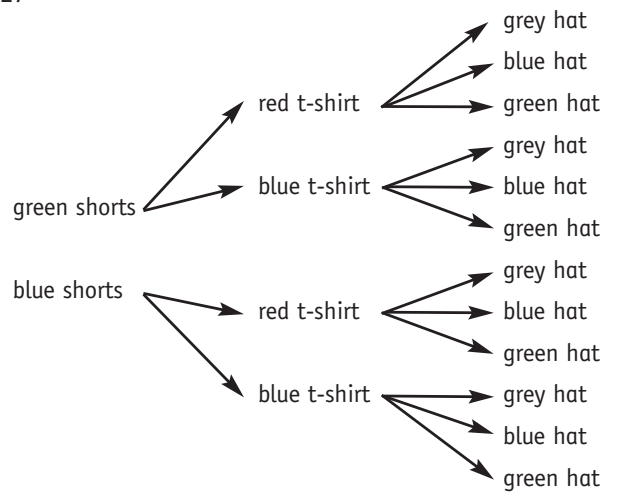 grey hat
blue hat
red t-shirt green hat
grey hat
blue t-shirt blue hat
green shorts
green hat
grey hat
blue shorts
red t-shirt blue hat
green hat
blue t-shirt grey hat
blue hat
green hat